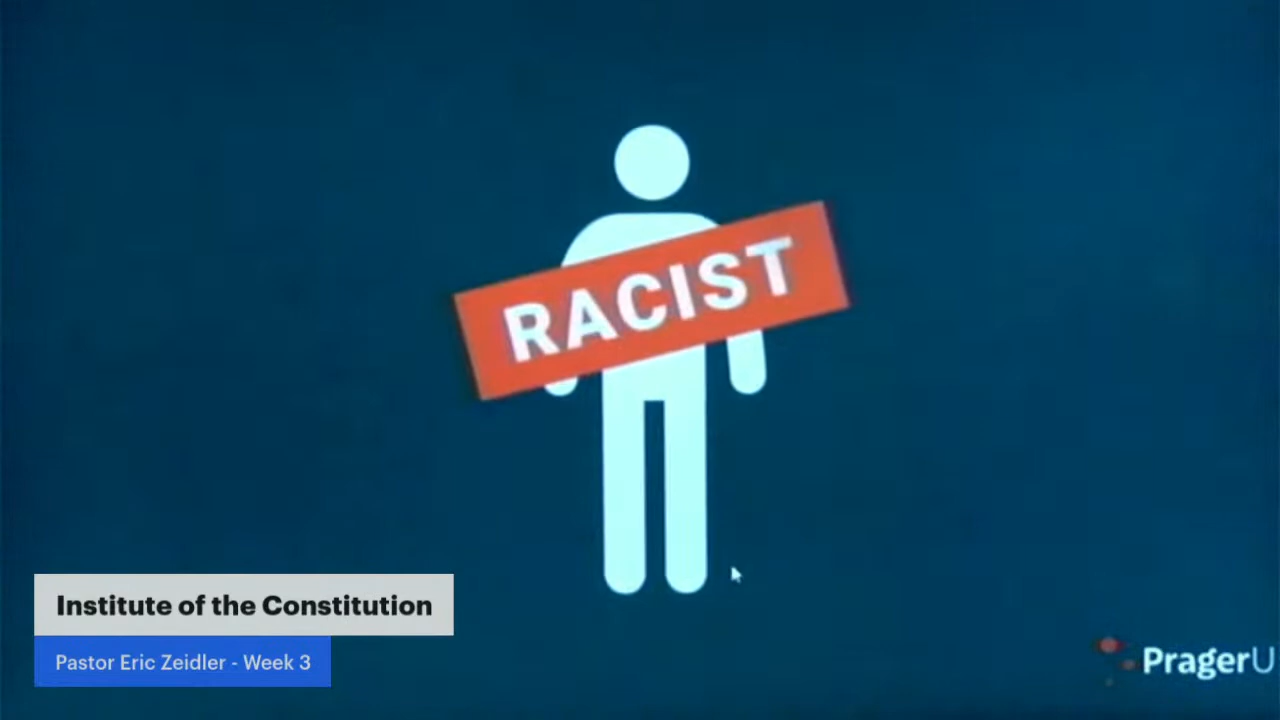 RACIST
Institute of the Constitution
Pastor Eric Zeidler - Week 3
PragerU